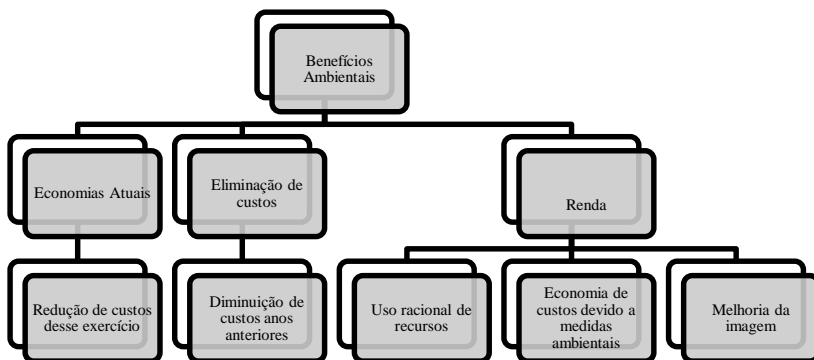 Benefícios
Ambientais
Economias Atuais
Eliminação de
custos
Renda
Redução de custos
desse exercício
Diminuição de
custos anos
anteriores
Uso racional de
recursos
Economia de
custos devido a
medidas
ambientais
Melhoria da
imagem